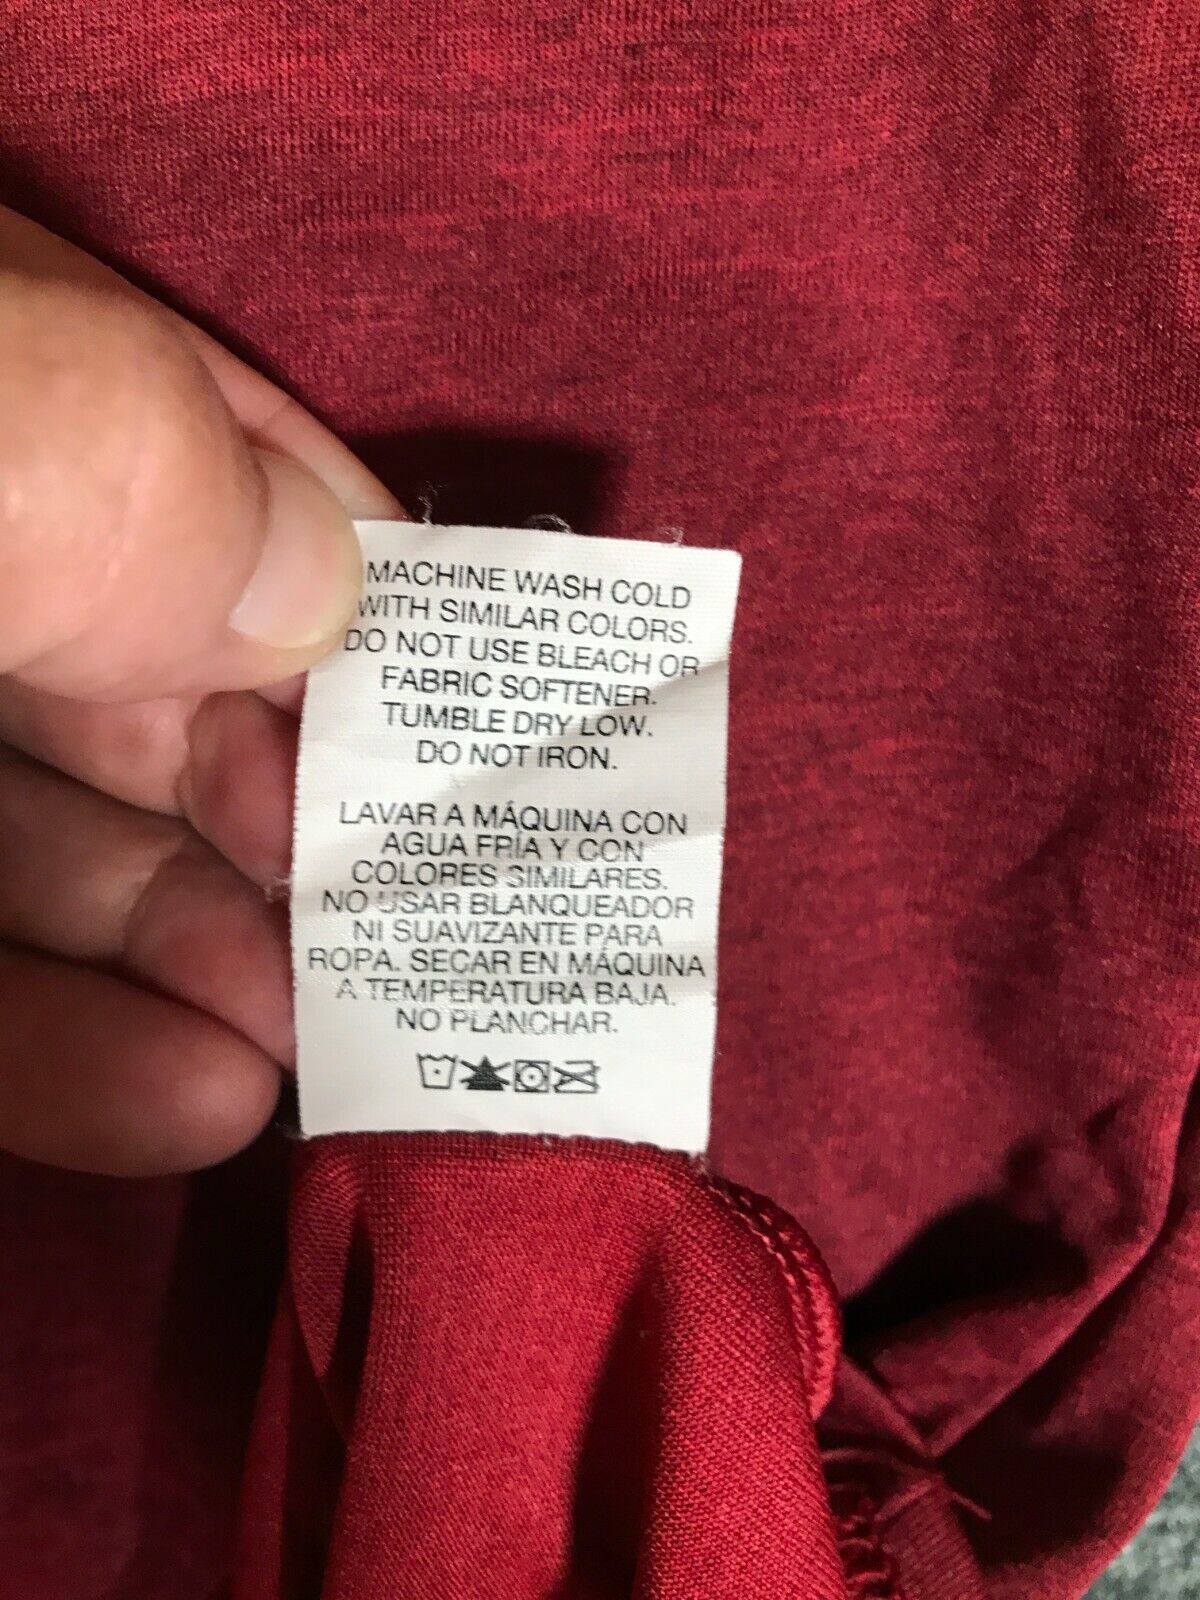 MACHINE WASH COLD
WITH SIMILAR COLORS.
DO NOT USE BLEACH OR
FABRIC SOFTENER.
TUMBLE DRY LOW.
DO NOT IRON.
LAVAR A MÁQUINA CON
AGUA FRÍA Y CON
COLORES SIMILARES.
NO USAR BLANQUEADOR
NI SUAVIZANTE PARA
ROPA. SECAR EN MÁQUINA
A TEMPERATURA BAJA.
NO PLANCHAR.